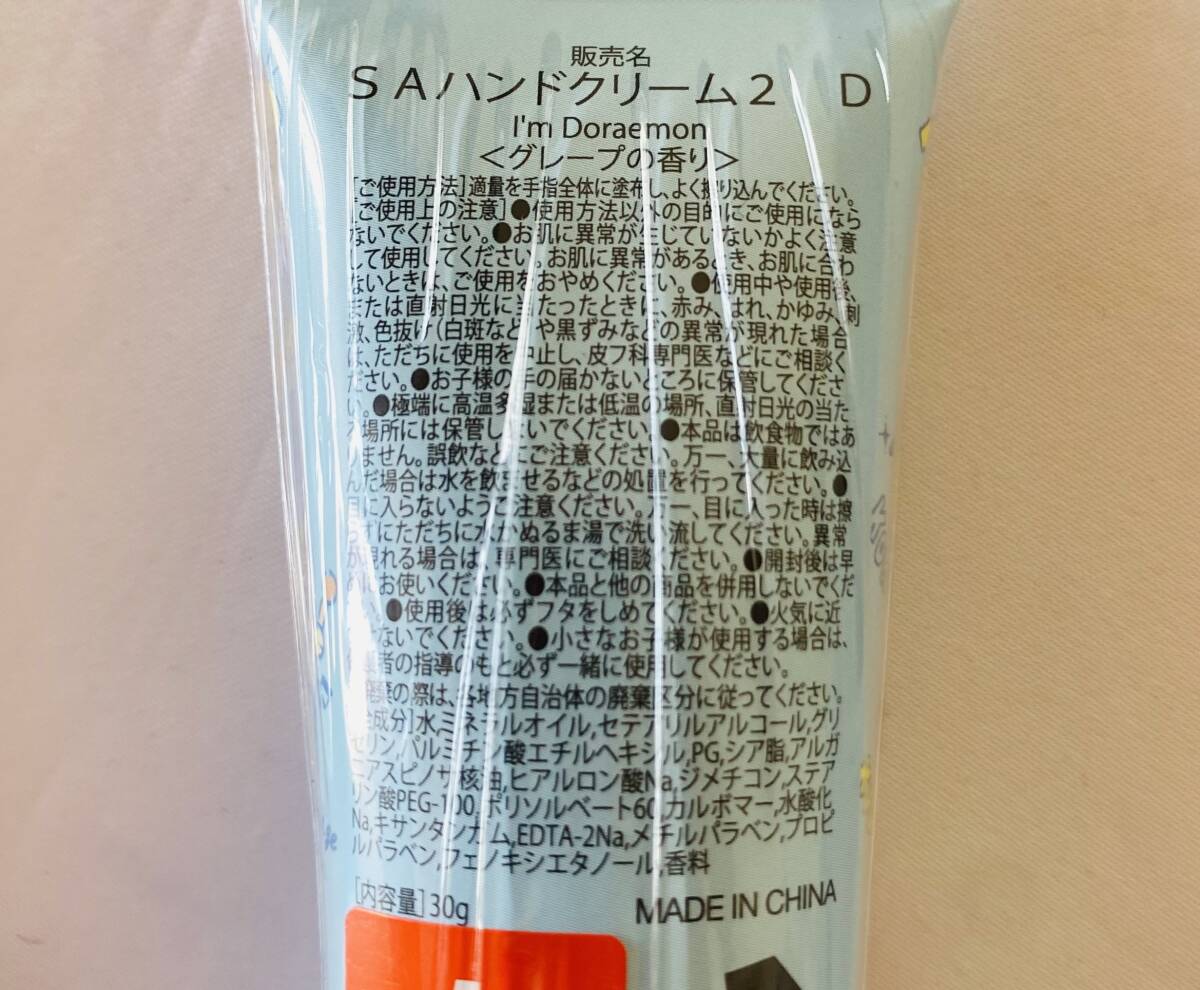 販売名
ＳＡハンドクリーム２　Ｄ
I'm Doraemon
＜グレープの香り＞
[ご使用方法]適量を手指全体に塗布し、よく擦り込んでください。
[ご使用上の注意]●使用方法以外の目的にご使用になら
ないでください。●お肌に異常が生じていないかよく注意
して使用してください。お肌に異常があるとき、お肌に合わ
ないときは、ご使用をおやめください。●使用中や使用後、
または直射日光に当たったときに、赤み、はれ、かゆみ、刺
激、色抜け(白斑など)や黒ずみなどの異常が現れた場合
は、ただちに使用を中止し、皮フ科専門医などにご相談く
ださい。●お子様の手の届かないところに保管してくださ
い。●極端に高温多湿または低温の場所、直射日光の当た
る場所には保管しないでください。●本品は飲食物ではあ
りません。誤飲などにご注意ください。万一、大量に飲み込
んだ場合は水を飲ませるなどの処置を行ってください。●
目に入らないようご注意ください。万一、目に入った時は擦
らずにただちに水かぬるま湯で洗い流してください。異常
が現れる場合は、専門医にご相談ください。●開封後は早
めにお使いください。●本品と他の商品を併用しないでくだ
い。●使用後は必ずフタをしめてください。●火気に近
ないでください。●小さなお子様が使用する場合は、
護者の指導のもと必ず一緒に使用してください。
廃棄の際は、各地方自治体の廃棄区分に従ってください。
成分]水,ミネラルオイル,セテアリルアルコール,グリ
セリン,パルミチン酸エチルヘキシル,PG,シア脂,アルガ
ニアスピノサ核油,ヒアルロン酸Na,ジメチコン,ステア
リン酸PEG-100,ポリソルベート60,カルボマー,水酸化
Na,キサンタンガム,EDTA-2Na,メチルパラベン,プロピ
ルパラベン,フェノキシエタノール,香料
[内容量]30g
MADE IN CHINA